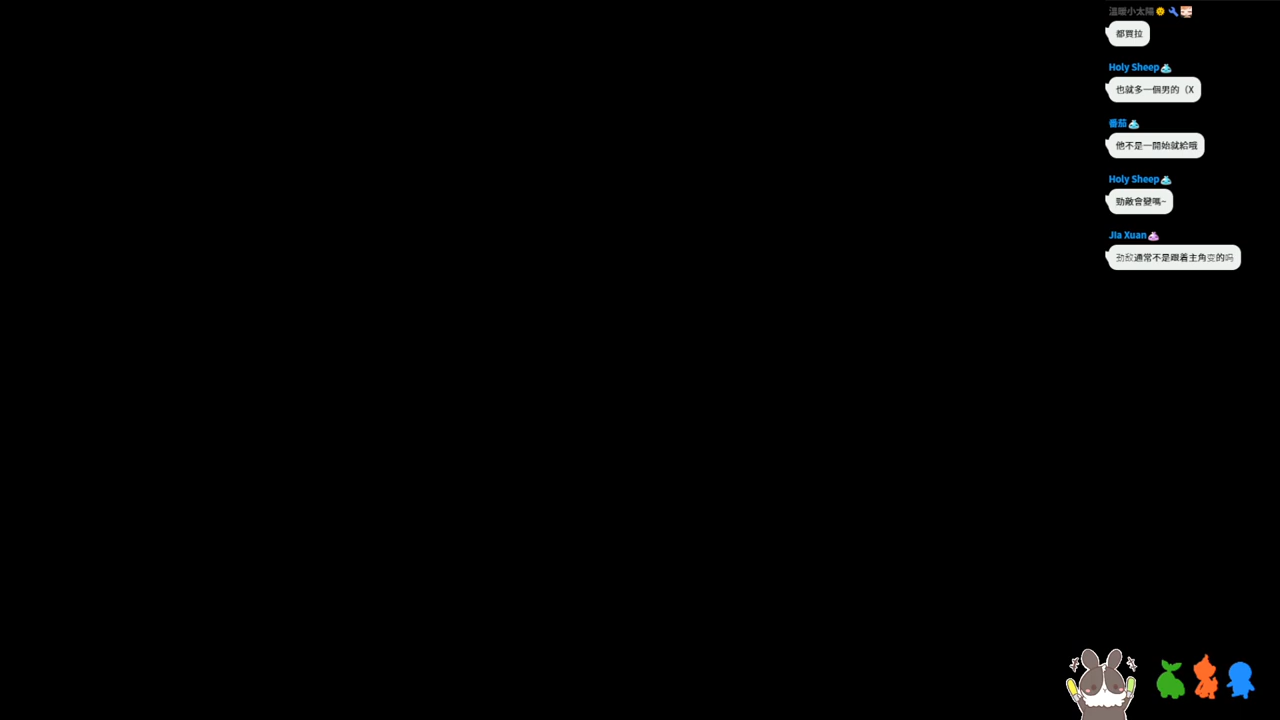 溫暖小太陽
都買拉
Holy Sheep
也就多一個男的（X
番茄
他不是一開始就給哦
Holy Sheep
勁敵會變嗎~
Jia Xuan
劲敌通常不是跟着主角变的吗